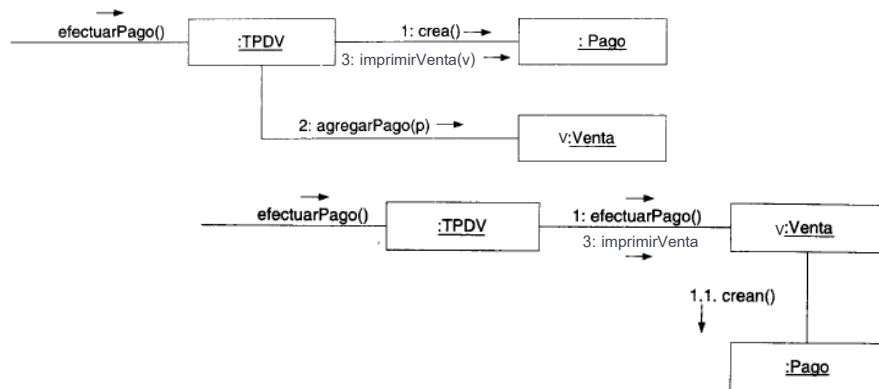 efectuarPago()
:TPDV
1: crea()
: Pago
3: imprimirVenta(v)
2: agregarPago(p)
v:Venta
efectuarPago()
:TPDV
1: efectuarPago()
v:Venta
3: imprimirVenta
1.1. crean()
:Pago